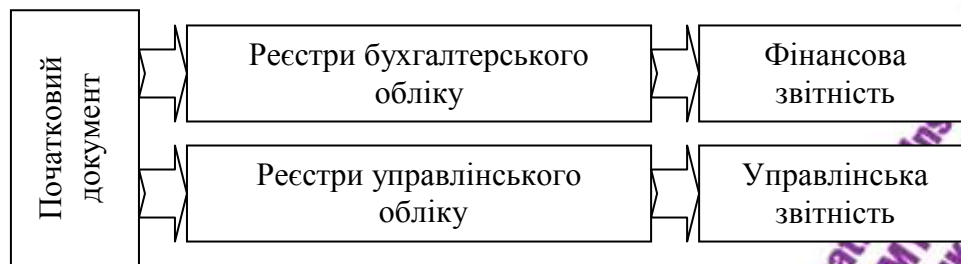 Початковий
документ
Реєстри бухгалтерського
обліку
Фінансова
звітність
Реєстри управлінського
обліку
Управлінська
звітність